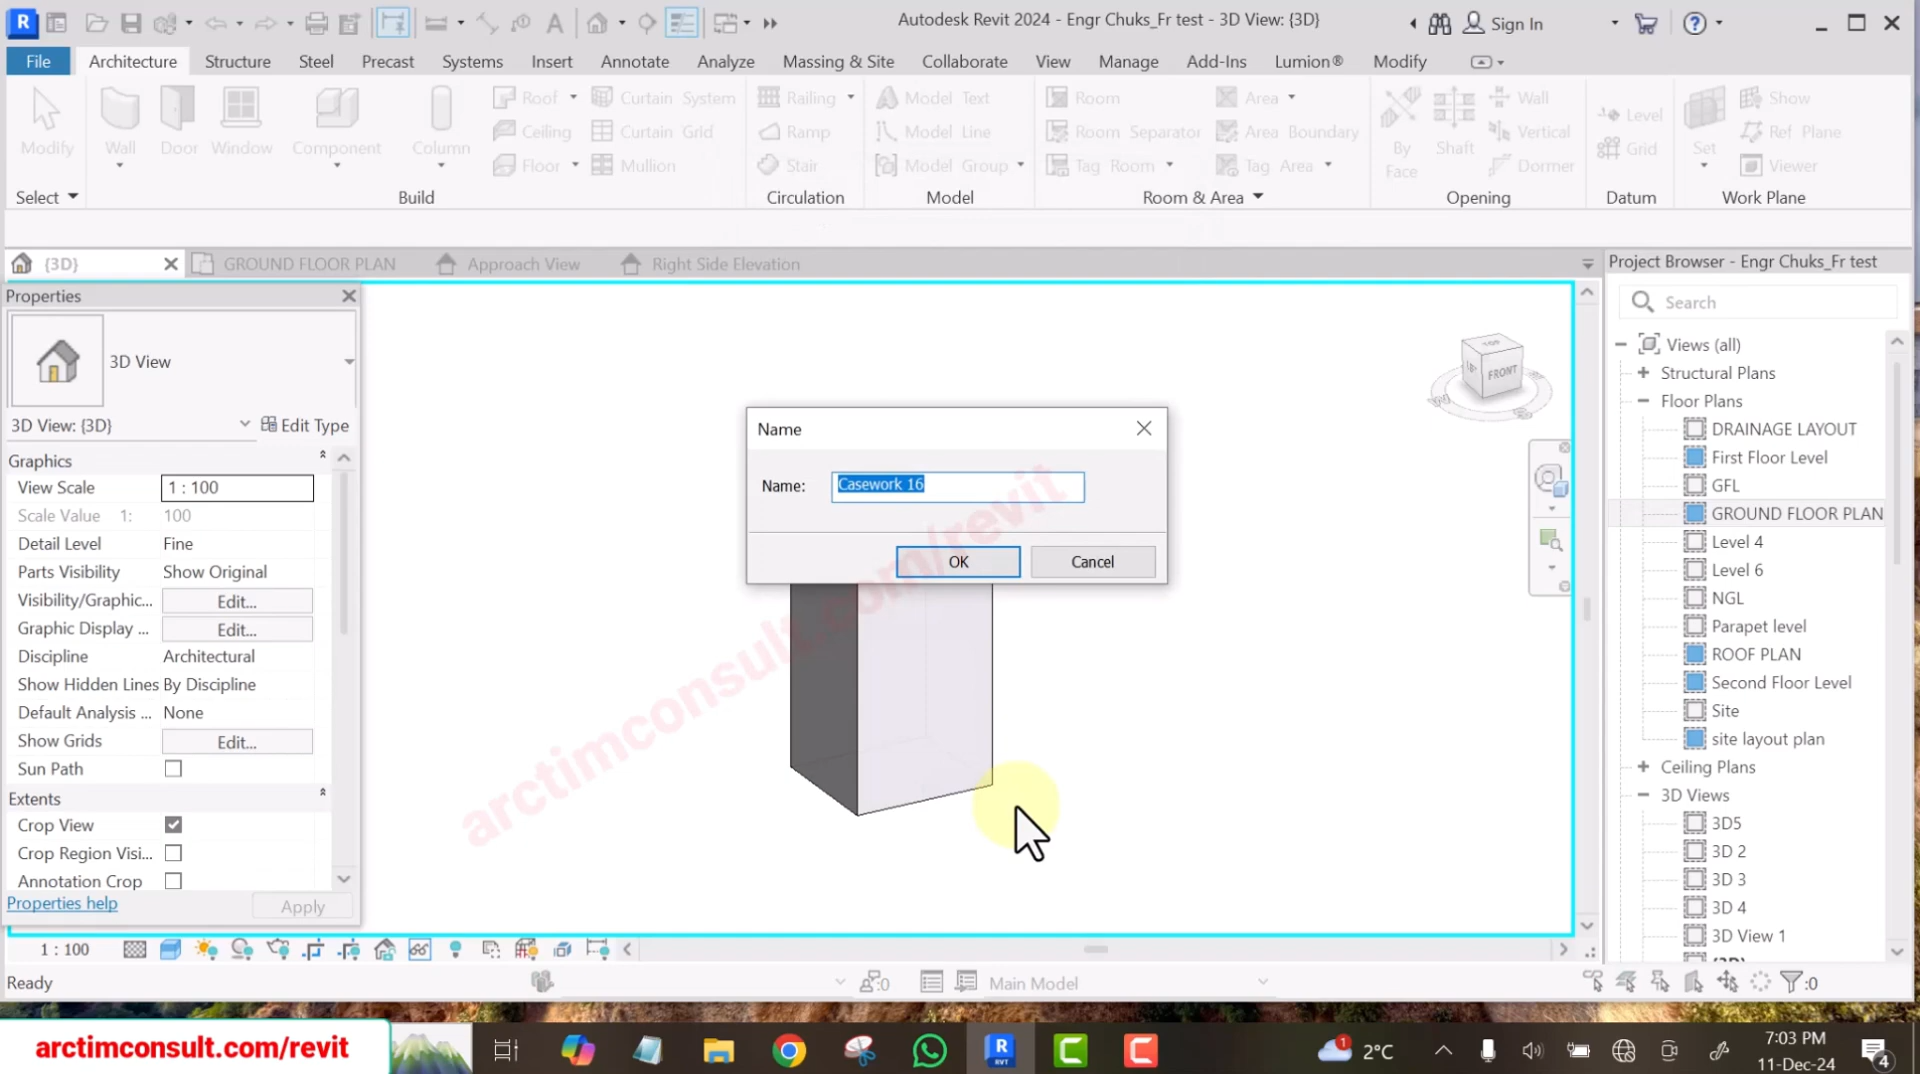 Autodesk Revit 2024 - Engr Chuks_Fr test - 3D View: {3D}
Sign In
File
Architecture
Structure
Steel
Precast
Systems
Insert
Annotate
Analyze
Massing & Site
Collaborate
View
Manage
Add-Ins
Lumion®
Modify
Modify
Wall
Door
Window
Component
Column
Roof
Ceiling
Floor
Curtain System
Curtain Grid
Mullion
Railing
Ramp
Stair
Model Text
Model Line
Model Group
Room
Room Separator
Tag Room
Area
Area Boundary
Tag Area
By Face
Shaft
Wall
Vertical
Dormer
Level
Grid
Set
Show
Ref Plane
Viewer
Select
Build
Circulation
Model
Room & Area
Opening
Datum
Work Plane
{3D}
GROUND FLOOR PLAN
Approach View
Right Side Elevation
Properties
3D View
3D View: {3D}
Edit Type
Graphics
View Scale 1 : 100
Scale Value 1: 100
Detail Level Fine
Parts Visibility Show Original
Visibility/Graphic... Edit...
Graphic Display ... Edit...
Discipline Architectural
Show Hidden Lines By Discipline
Default Analysis ... None
Show Grids Edit...
Sun Path
Extents
Crop View
Crop Region Visi...
Annotation Crop
Properties help
Apply
Name
Name: Casework 16
OK
Cancel
arctimconsult.com/revit
TOP
FRONT
Project Browser - Engr Chuks_Fr test
Search
Views (all)
Structural Plans
Floor Plans
DRAINAGE LAYOUT
First Floor Level
GFL
GROUND FLOOR PLAN
Level 4
Level 6
NGL
Parapet level
ROOF PLAN
Second Floor Level
Site
site layout plan
Ceiling Plans
3D Views
3D5
3D 2
3D 3
3D 4
3D View 1
1 : 100
Ready
:0
Main Model
:0
arctimconsult.com/revit
R
RVT
1
2°C
7:03 PM
11-Dec-24
4